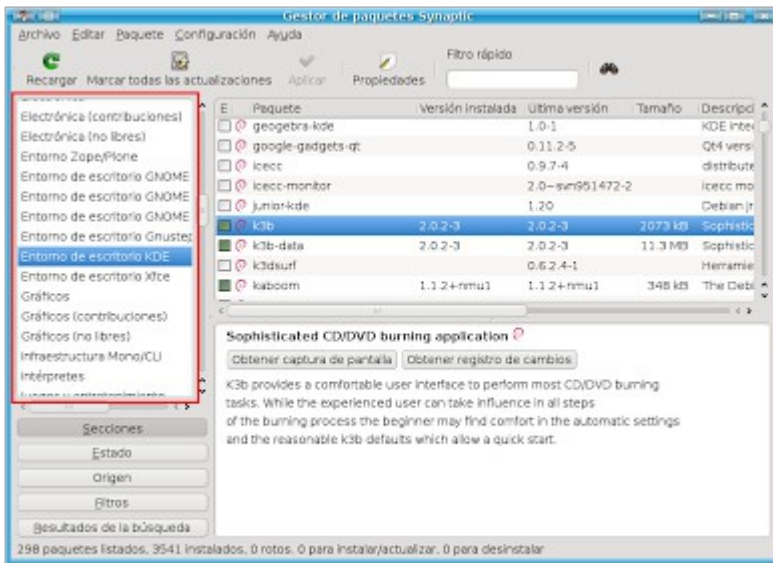 Gestor de paquetes Synaptic
Archivo Editar Paquete Configuración Ayuda
Recargar Marcar todas las actualizaciones Aplicar Propiedades Filtro rápido
Electrónica (contribuciones)
Electrónica (no libres)
Entorno Zope/Plone
Entorno de escritorio GNOME
Entorno de escritorio GNOME
Entorno de escritorio GNOME
Entorno de escritorio Gnustep
Entorno de escritorio KDE
Entorno de escritorio Xfce
Gráficos
Gráficos (contribuciones)
Gráficos (no libres)
Infraestructura Mono/CLI
Intérpretes
Juegos y entretenimiento
Secciones
Estado
Origen
Filtros
Resultados de la búsqueda
E Paquete Versión instalada Última versión Tamaño Descripci
geogebra-kde 1.0-1 KDE inte
google-gadgets-qt 0.11.2-5 Qt4 versi
icecc 0.9.7-4 distribute
icecc-monitor 2.0~svn951472-2 icecc mo
junior-kde 1.20 Debian Jr
k3b 2.0.2-3 2.0.2-3 2073 kB Sophistic
k3b-data 2.0.2-3 2.0.2-3 11.3 MB Sophistic
k3dsurf 0.6.2.4-1 Herramie
kaboom 1.1.2+nmu1 1.1.2+nmu1 348 kB The Debi
Sophisticated CD/DVD burning application
Obtener captura de pantalla Obtener registro de cambios
K3b provides a comfortable user interface to perform most CD/DVD burning
tasks. While the experienced user can take influence in all steps
of the burning process the beginner may find comfort in the automatic settings
and the reasonable k3b defaults which allow a quick start.
298 paquetes listados, 3541 instalados, 0 rotos. 0 para instalar/actualizar, 0 para desinstalar